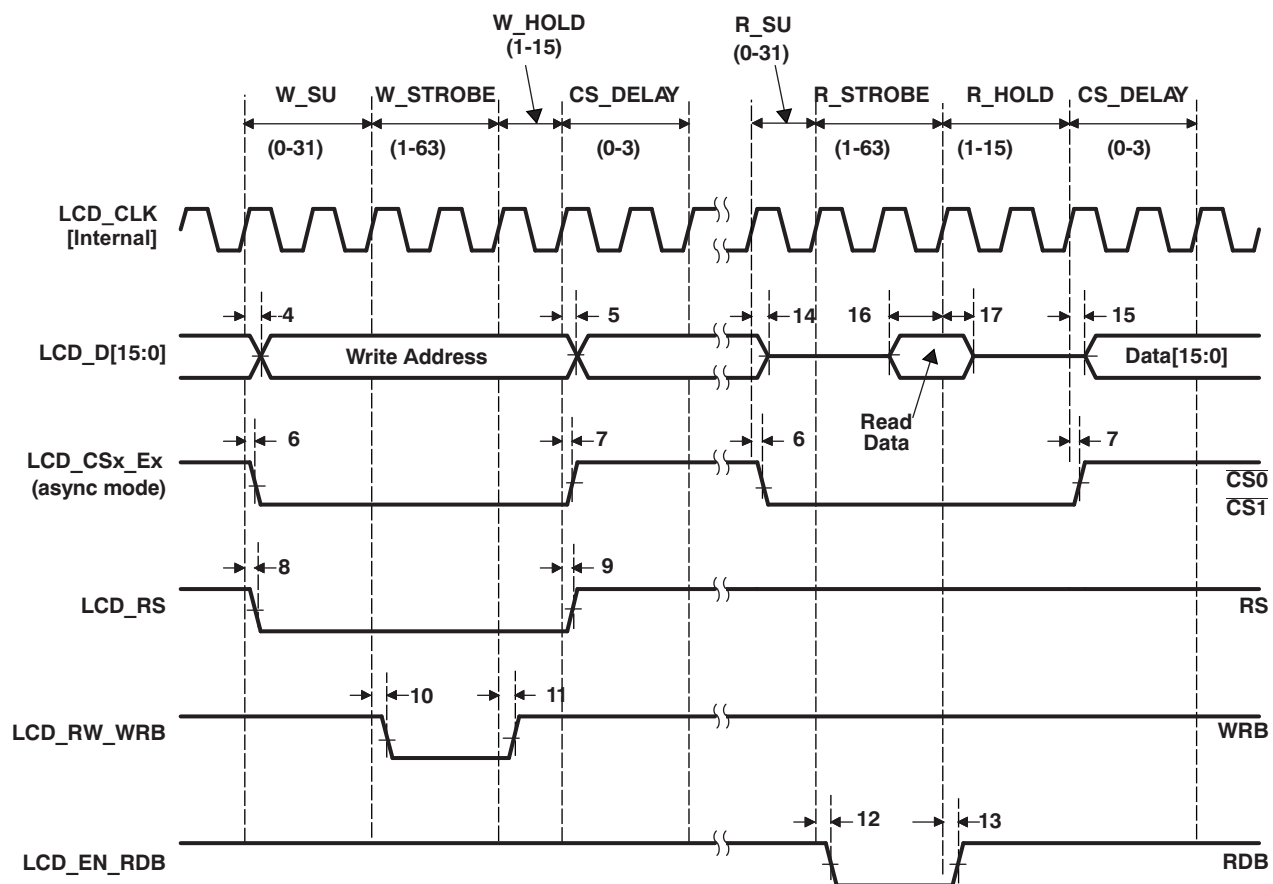 W_HOLD
(1-15)
R_SU
(0-31)
W_SU W_STROBE CS_DELAY R_STROBE R_HOLD CS_DELAY
(0-31) (1-63) (0-3) (1-63) (1-15) (0-3)
LCD_CLK
[Internal]
4 5 14 16 17 15
LCD_D[15:0] Write Address Data[15:0]
Read
Data
6 7 6 7
LCD_CSx_Ex
(async mode)
CS0
CS1
8 9
LCD_RS RS
10 11
LCD_RW_WRB WRB
12 13
LCD_EN_RDB RDB